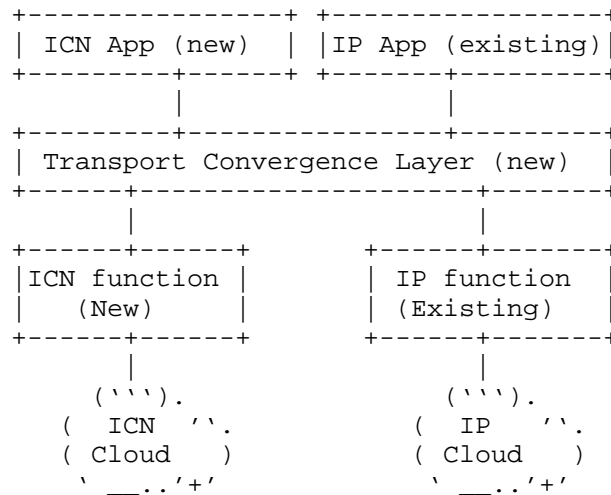 ICN App (new) IP App (existing)
Transport Convergence Layer (new)
ICN function IP function
(New) (Existing)
ICN IP
Cloud Cloud